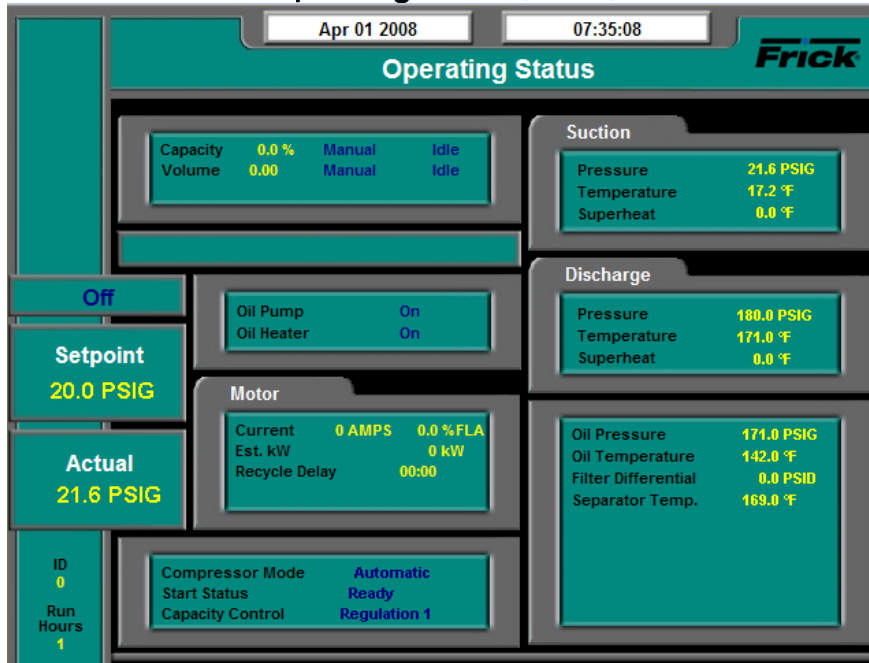 Apr 01 2008 07:35:08
Operating Status
Frick
Capacity 0.0 % Manual Idle
Volume 0.00 Manual Idle
Suction
Pressure 21.6 PSIG
Temperature 17.2 °F
Superheat 0.0 °F
Off
Setpoint
20.0 PSIG
Actual
21.6 PSIG
ID
0
Run
Hours
1
Oil Pump On
Oil Heater On
Discharge
Pressure 180.0 PSIG
Temperature 171.0 °F
Superheat 0.0 °F
Motor
Current 0 AMPS 0.0 %FLA
Est. kW 0 kW
Recycle Delay 00:00
Oil Pressure 171.0 PSIG
Oil Temperature 142.0 °F
Filter Differential 0.0 PSID
Separator Temp. 169.0 °F
Compressor Mode Automatic
Start Status Ready
Capacity Control Regulation 1